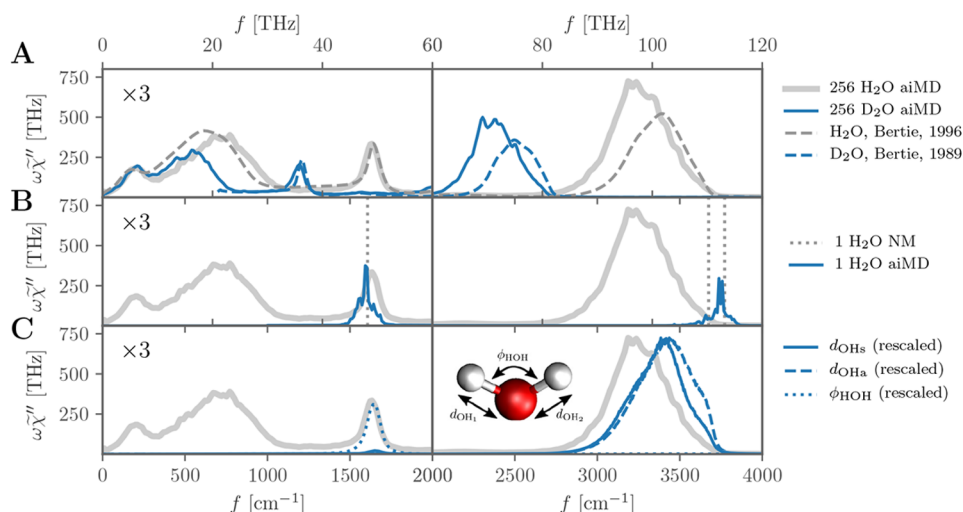 f [THz] f [THz]
0 20 40 60 80 100 120
A
750
500
250
ωχ̃″ [THz]
×3
256 H₂O aiMD
256 D₂O aiMD
H₂O, Bertie, 1996
D₂O, Bertie, 1989
B
750
500
250
ωχ̃″ [THz]
×3
1 H₂O NM
1 H₂O aiMD
C
750
500
250
ωχ̃″ [THz]
×3
ϕHOH
dOH₁ dOH₂
dOHs (rescaled)
dOHa (rescaled)
ϕHOH (rescaled)
0 500 1000 1500 2000 2500 3000 3500 4000
f [cm⁻¹] f [cm⁻¹]